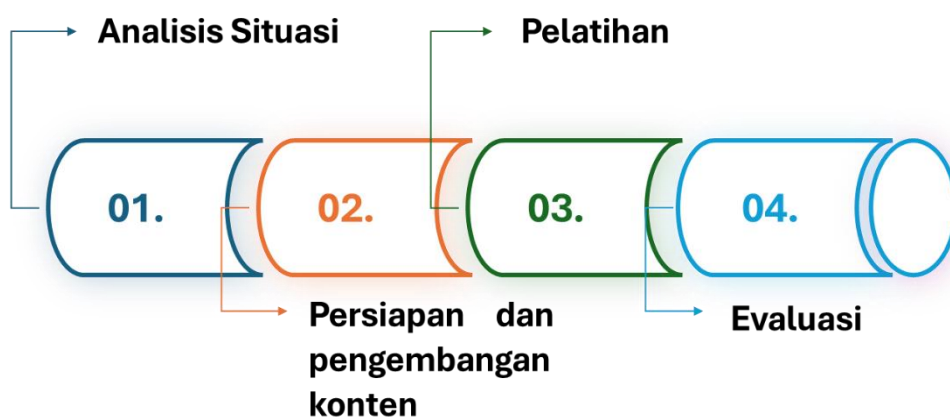 Analisis Situasi
Pelatihan
01.
02.
03.
04.
Persiapan dan
pengembangan
konten
Evaluasi